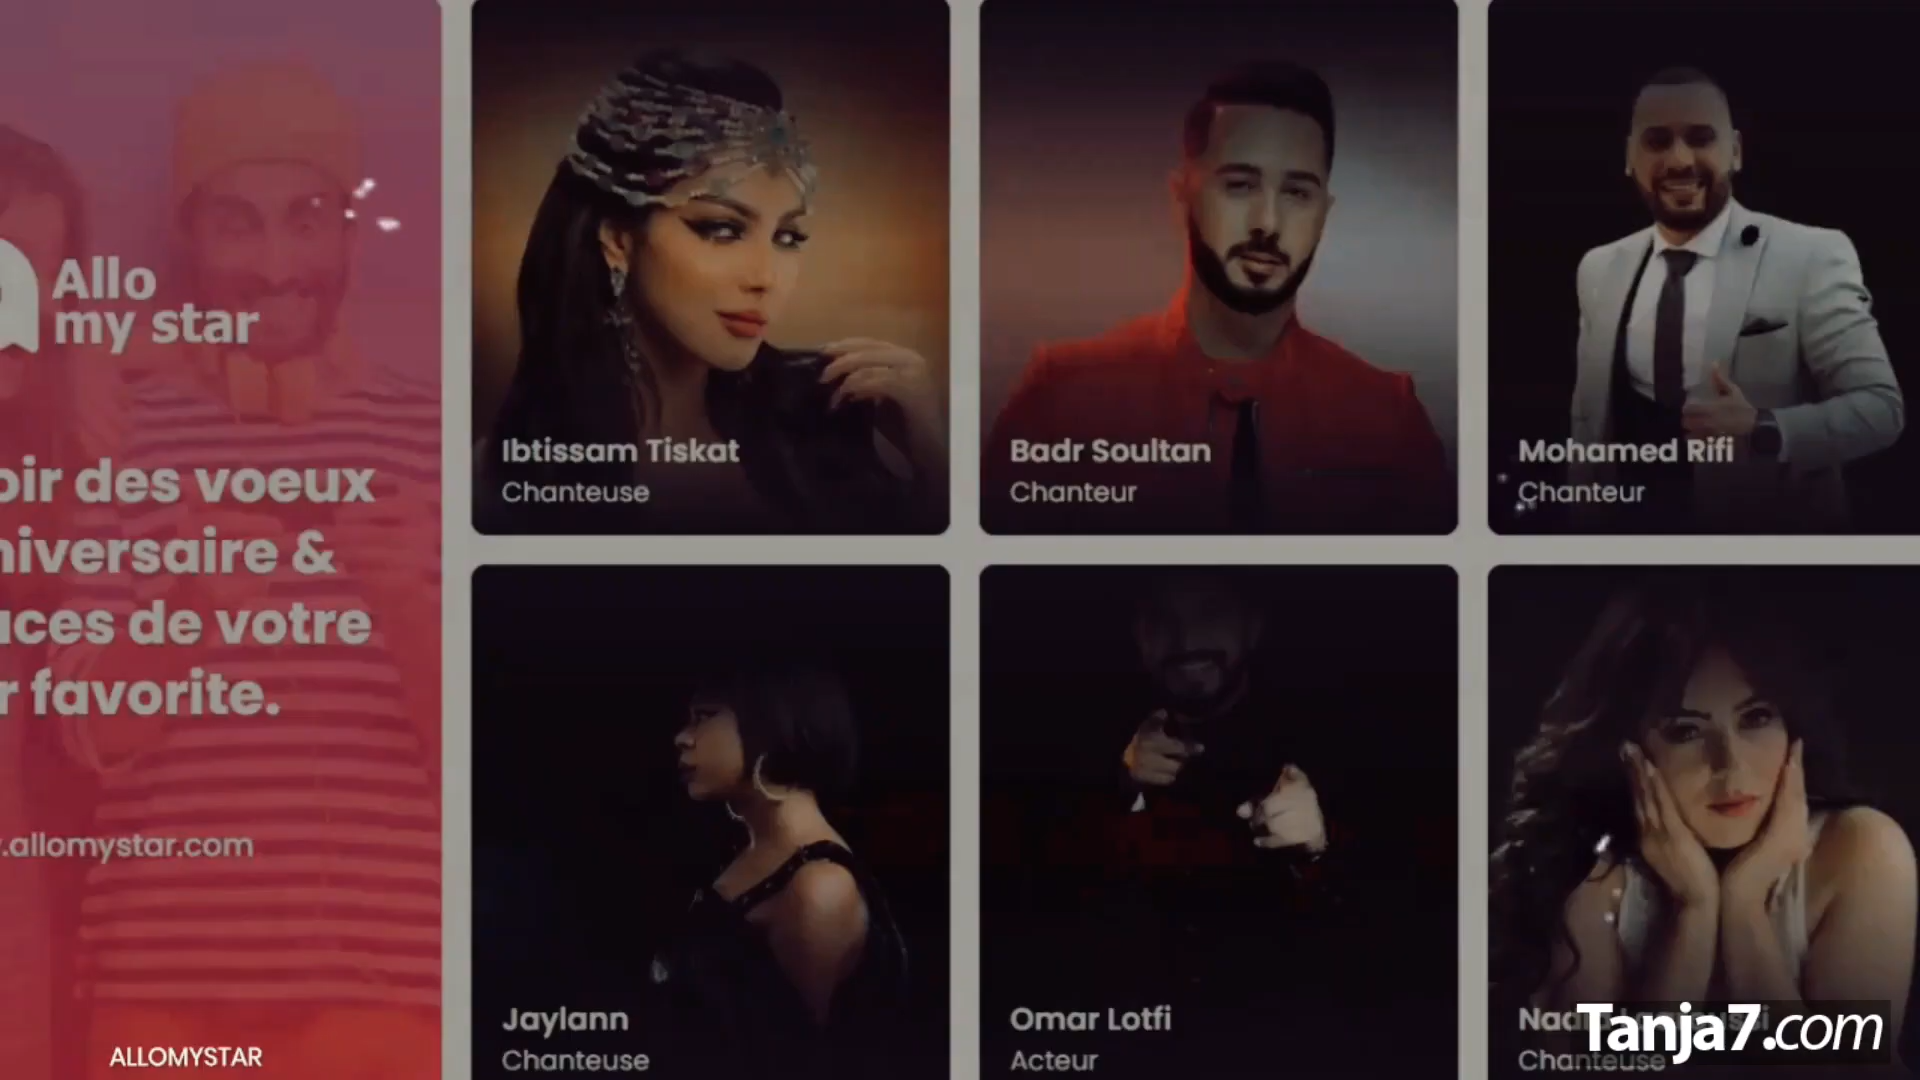 Allo
my star
oir des voeux
niversaire &
aces de votre
r favorite.
.allomystar.com
ALLOMYSTAR
Ibtissam Tiskat
Chanteuse
Badr Soultan
Chanteur
Mohamed Rifi
Chanteur
Jaylann
Chanteuse
Omar Lotfi
Acteur
Chanteuse
Tanja7.com